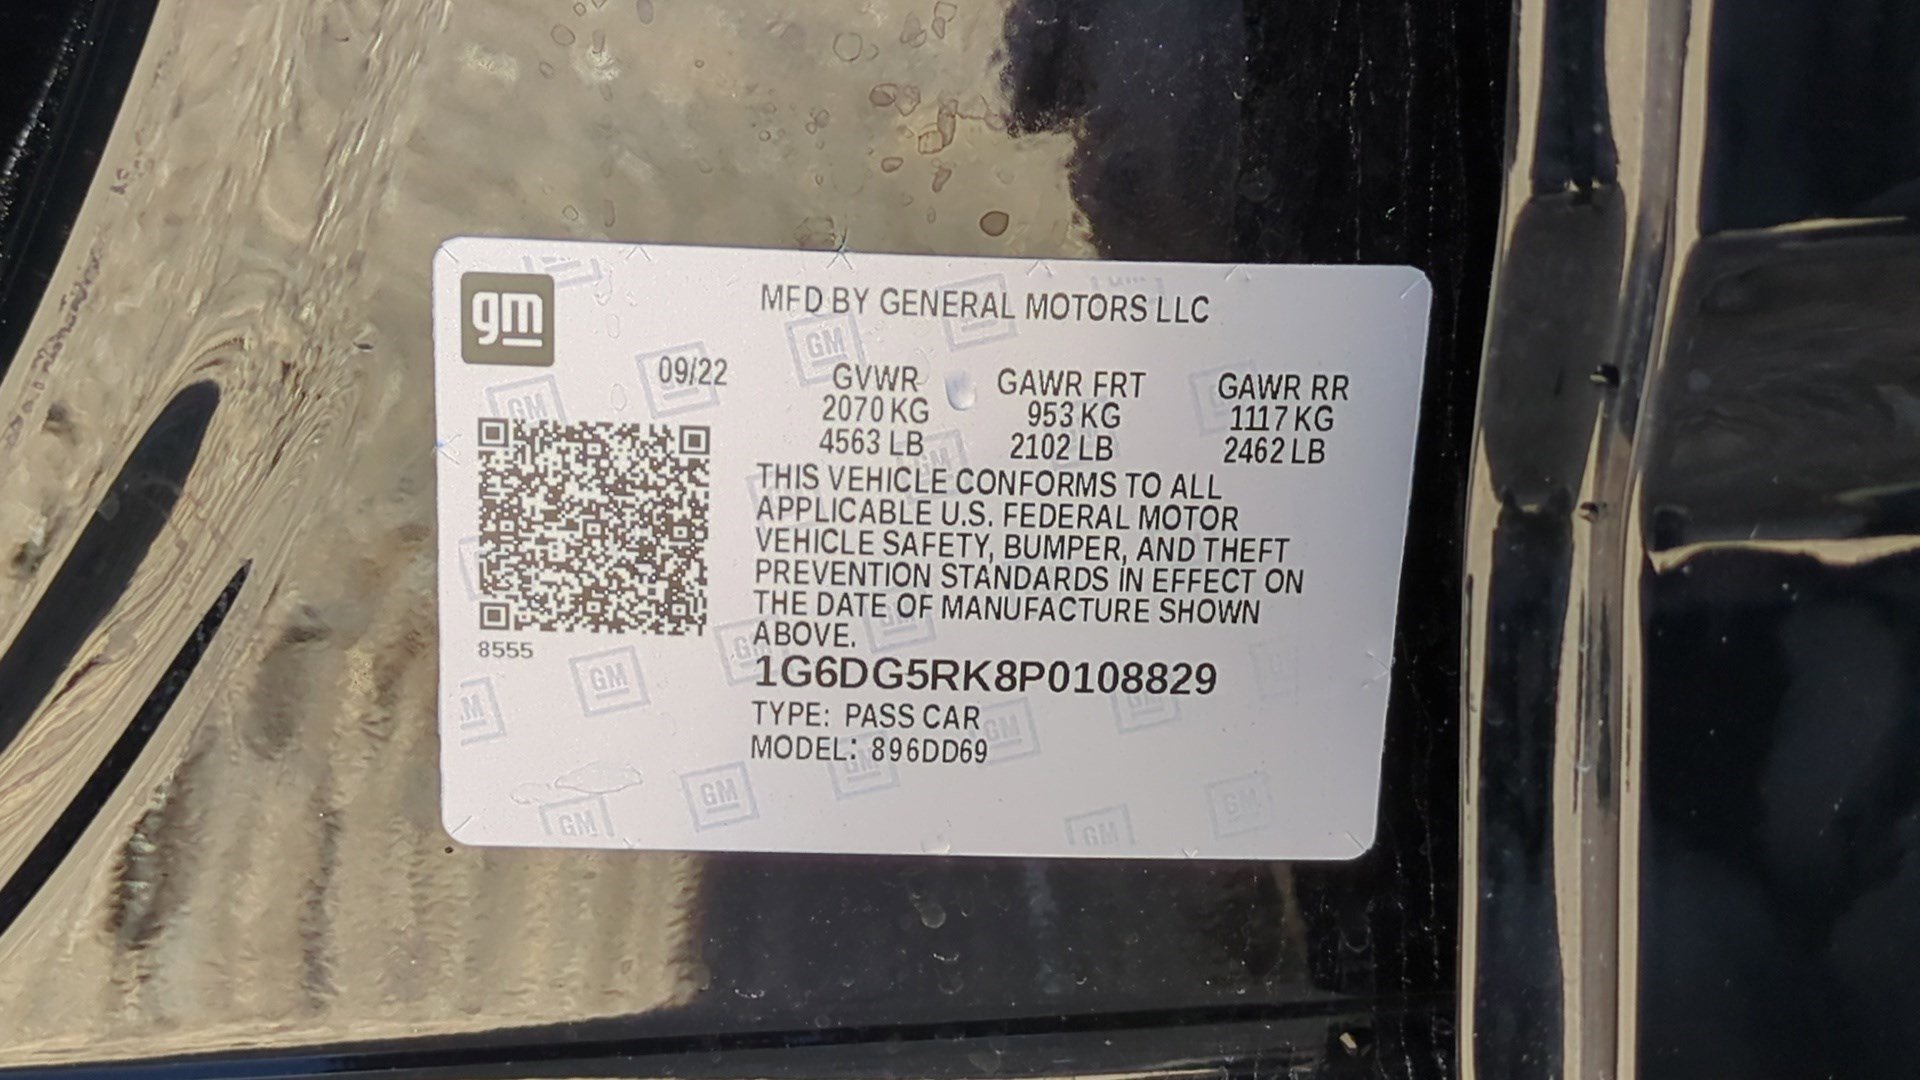 gm
MFD BY GENERAL MOTORS LLC
09/22
GVWR GAWR FRT GAWR RR
2070 KG 953 KG 1117 KG
4563 LB 2102 LB 2462 LB
THIS VEHICLE CONFORMS TO ALL
APPLICABLE U.S. FEDERAL MOTOR
VEHICLE SAFETY, BUMPER, AND THEFT
PREVENTION STANDARDS IN EFFECT ON
THE DATE OF MANUFACTURE SHOWN
ABOVE.
8555
1G6DG5RK8P0108829
TYPE: PASS CAR
MODEL: 896DD69